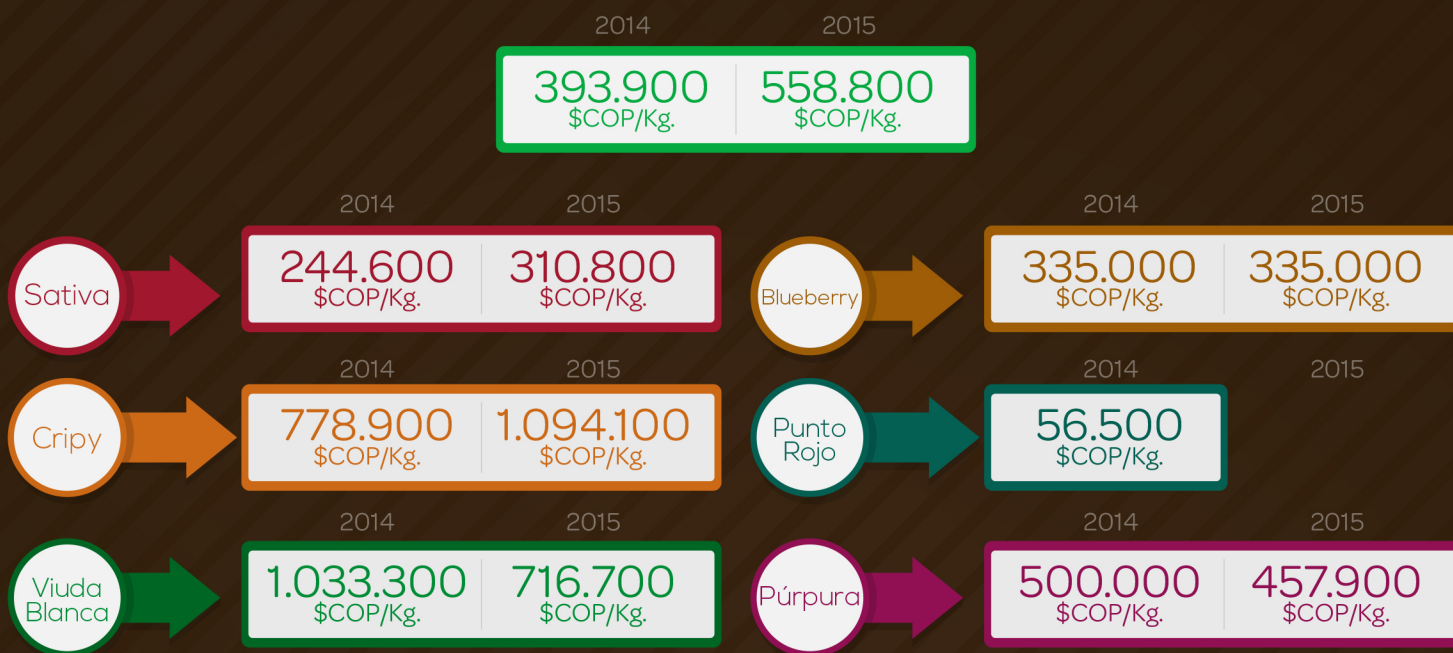 2014 2015
393.900 558.800
$COP/Kg. $COP/Kg.
2014 2015
Sativa
244.600 310.800
$COP/Kg. $COP/Kg.
2014 2015
Blueberry
335.000 335.000
$COP/Kg. $COP/Kg.
2014 2015
Cripy
778.900 1.094.100
$COP/Kg. $COP/Kg.
2014 2015
Punto
Rojo
56.500
$COP/Kg.
2014 2015
Viuda
Blanca
1.033.300 716.700
$COP/Kg. $COP/Kg.
2014 2015
Púrpura
500.000 457.900
$COP/Kg. $COP/Kg.